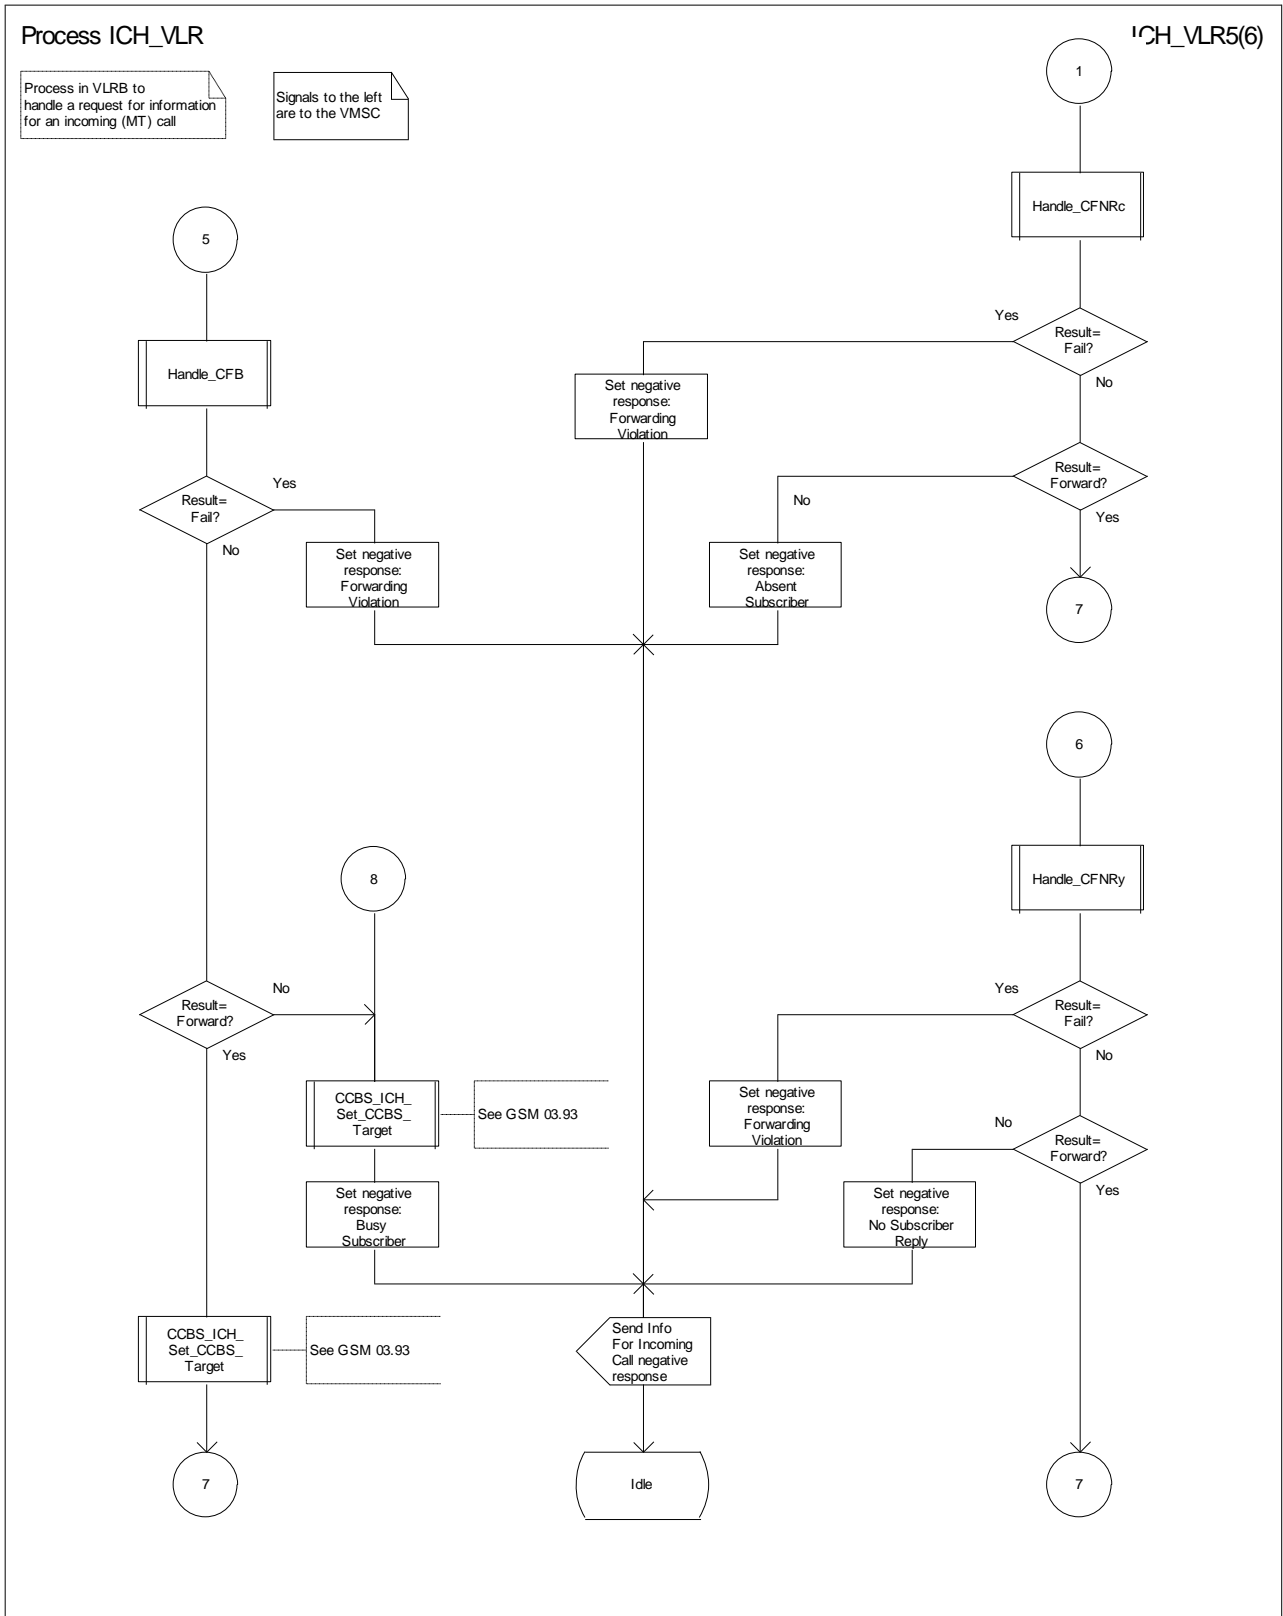 Process ICH_VLR
ICH_VLR5(6)
Process in VLRB to
handle a request for information
for an incoming (MT) call
Signals to the left
are to the VMSC
1
Handle_CFNRc
5
Yes
Result=
Fail?
No
Handle_CFB
Set negative
response:
Forwarding
Violation
Result=
Forward?
No
Yes
Yes
Result=
Fail?
No
Set negative
response:
Forwarding
Violation
Set negative
response:
Absent
Subscriber
7
6
8
Handle_CFNRy
No
Result=
Forward?
Yes
Yes
Result=
Fail?
No
CCBS_ICH_
Set_CCBS_
Target
See GSM 03.93
Set negative
response:
Forwarding
Violation
No
Result=
Forward?
Yes
Set negative
response:
Busy
Subscriber
Set negative
response:
No Subscriber
Reply
CCBS_ICH_
Set_CCBS_
Target
See GSM 03.93
Send Info
For Incoming
Call negative
response
7
Idle
7